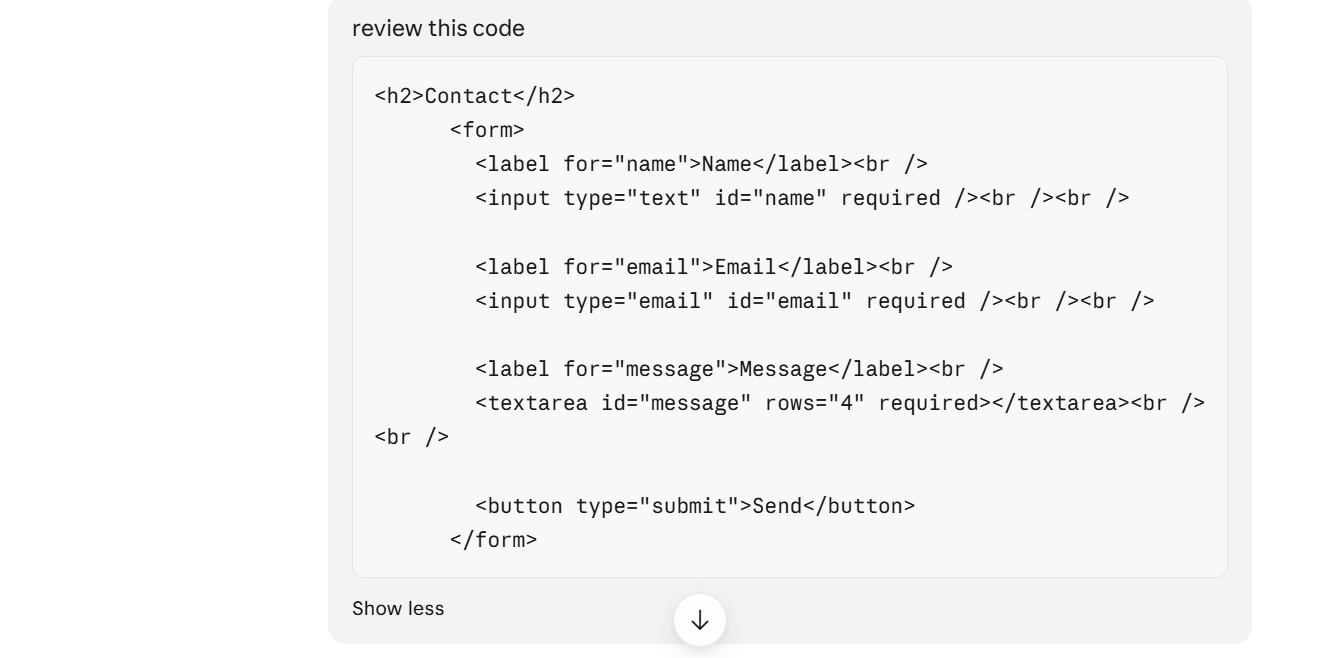 review this code
<h2>Contact</h2>
      <form>
        <label for="name">Name</label><br />
        <input type="text" id="name" required /><br /><br />

        <label for="email">Email</label><br />
        <input type="email" id="email" required /><br /><br />

        <label for="message">Message</label><br />
        <textarea id="message" rows="4" required></textarea><br />
<br />

        <button type="submit">Send</button>
      </form>
Show less